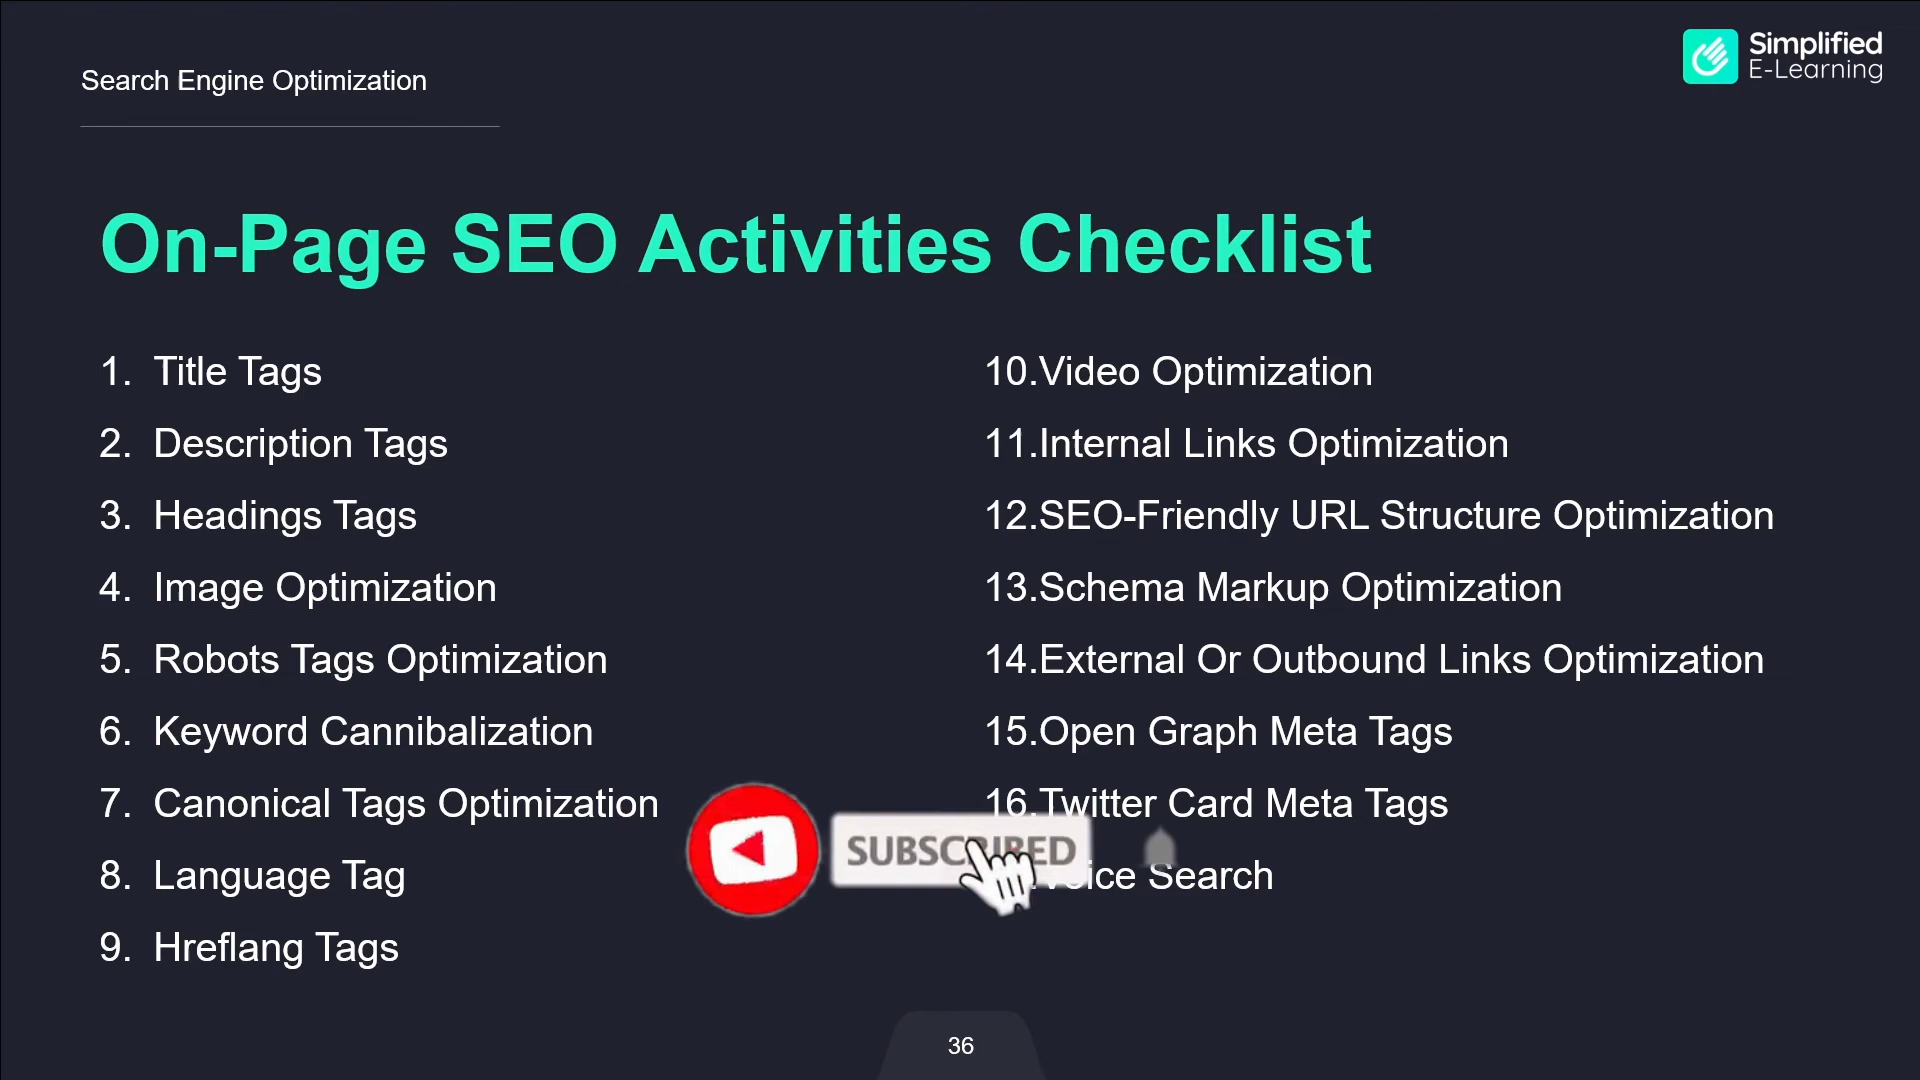 Search Engine Optimization
Simplified
E-Learning
On-Page SEO Activities Checklist
1. Title Tags
2. Description Tags
3. Headings Tags
4. Image Optimization
5. Robots Tags Optimization
6. Keyword Cannibalization
7. Canonical Tags Optimization
8. Language Tag
9. Hreflang Tags
10.Video Optimization
11.Internal Links Optimization
12.SEO-Friendly URL Structure Optimization
13.Schema Markup Optimization
14.External Or Outbound Links Optimization
15.Open Graph Meta Tags
16.Twitter Card Meta Tags
Voice Search
SUBSCRIBED
36